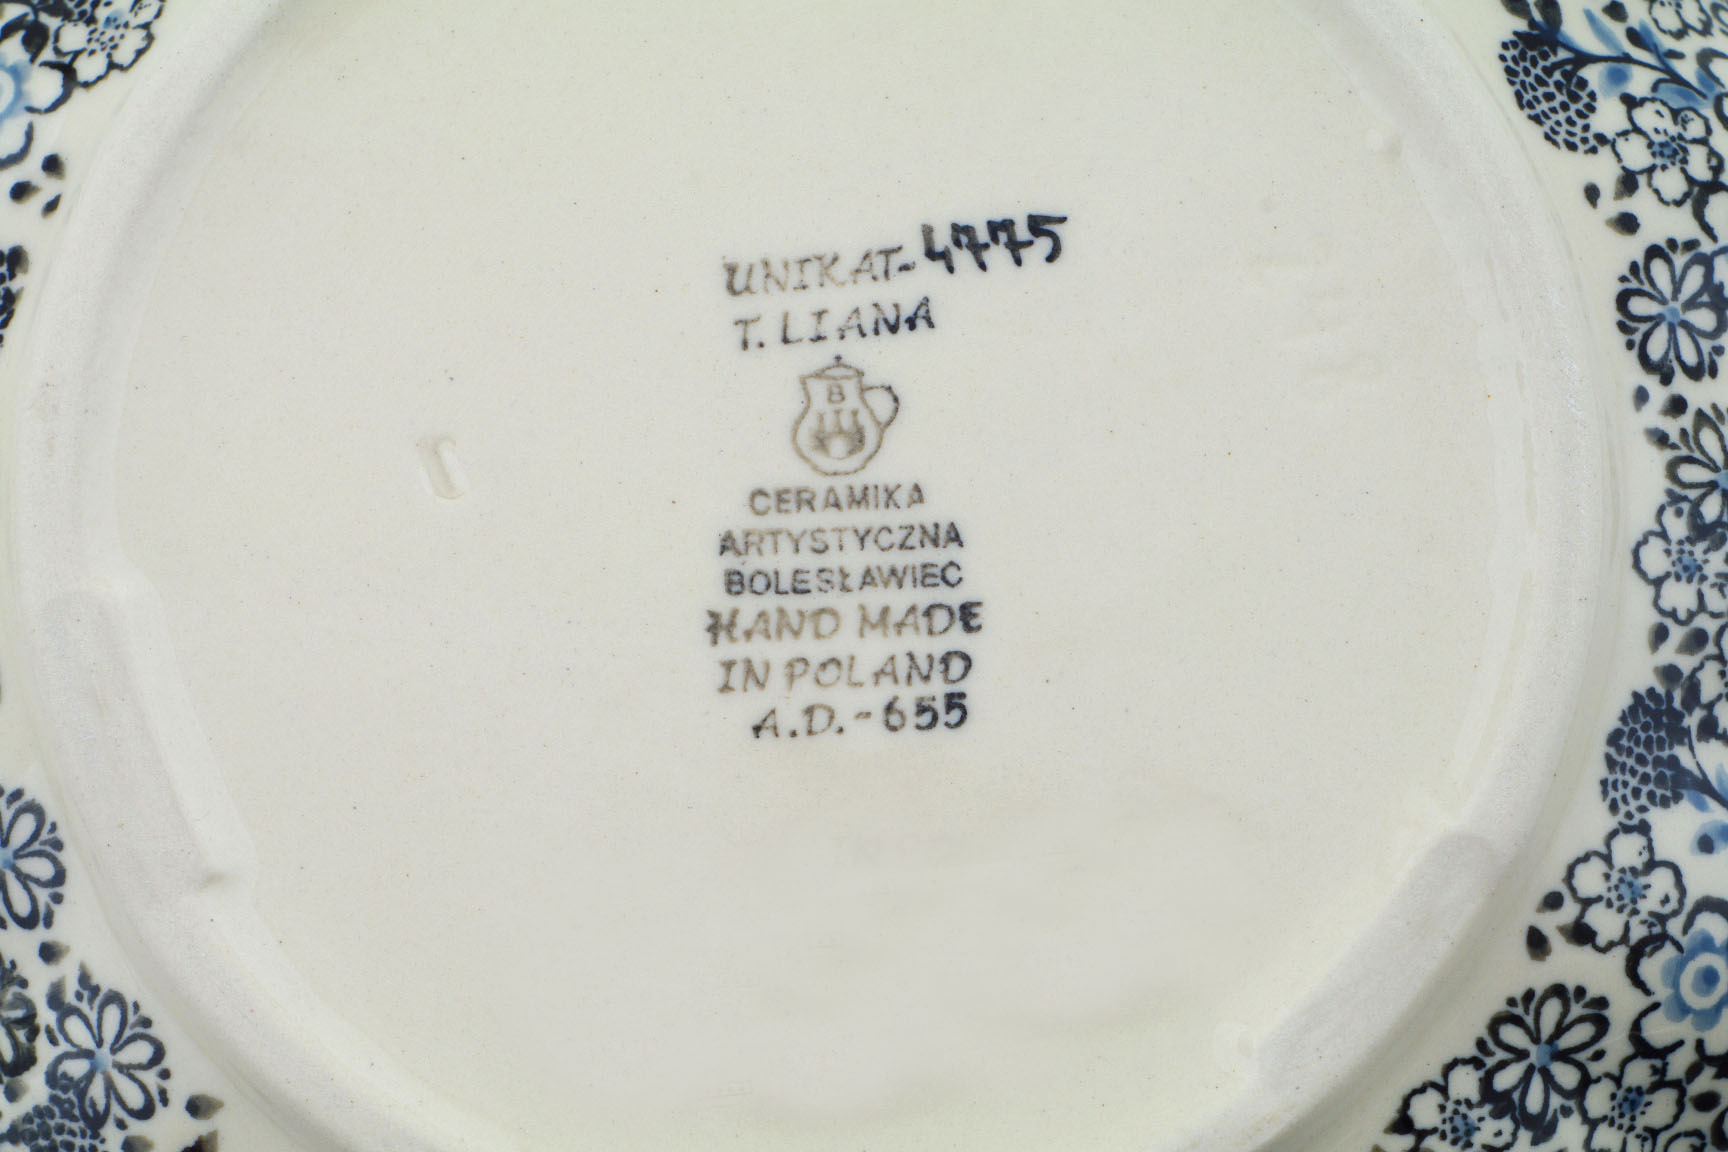 UNIKAT-4775
T. LIANA
B
CERAMIKA
ARTYSTYCZNA
BOLESŁAWIEC
HAND MADE
IN POLAND
A.D.-655